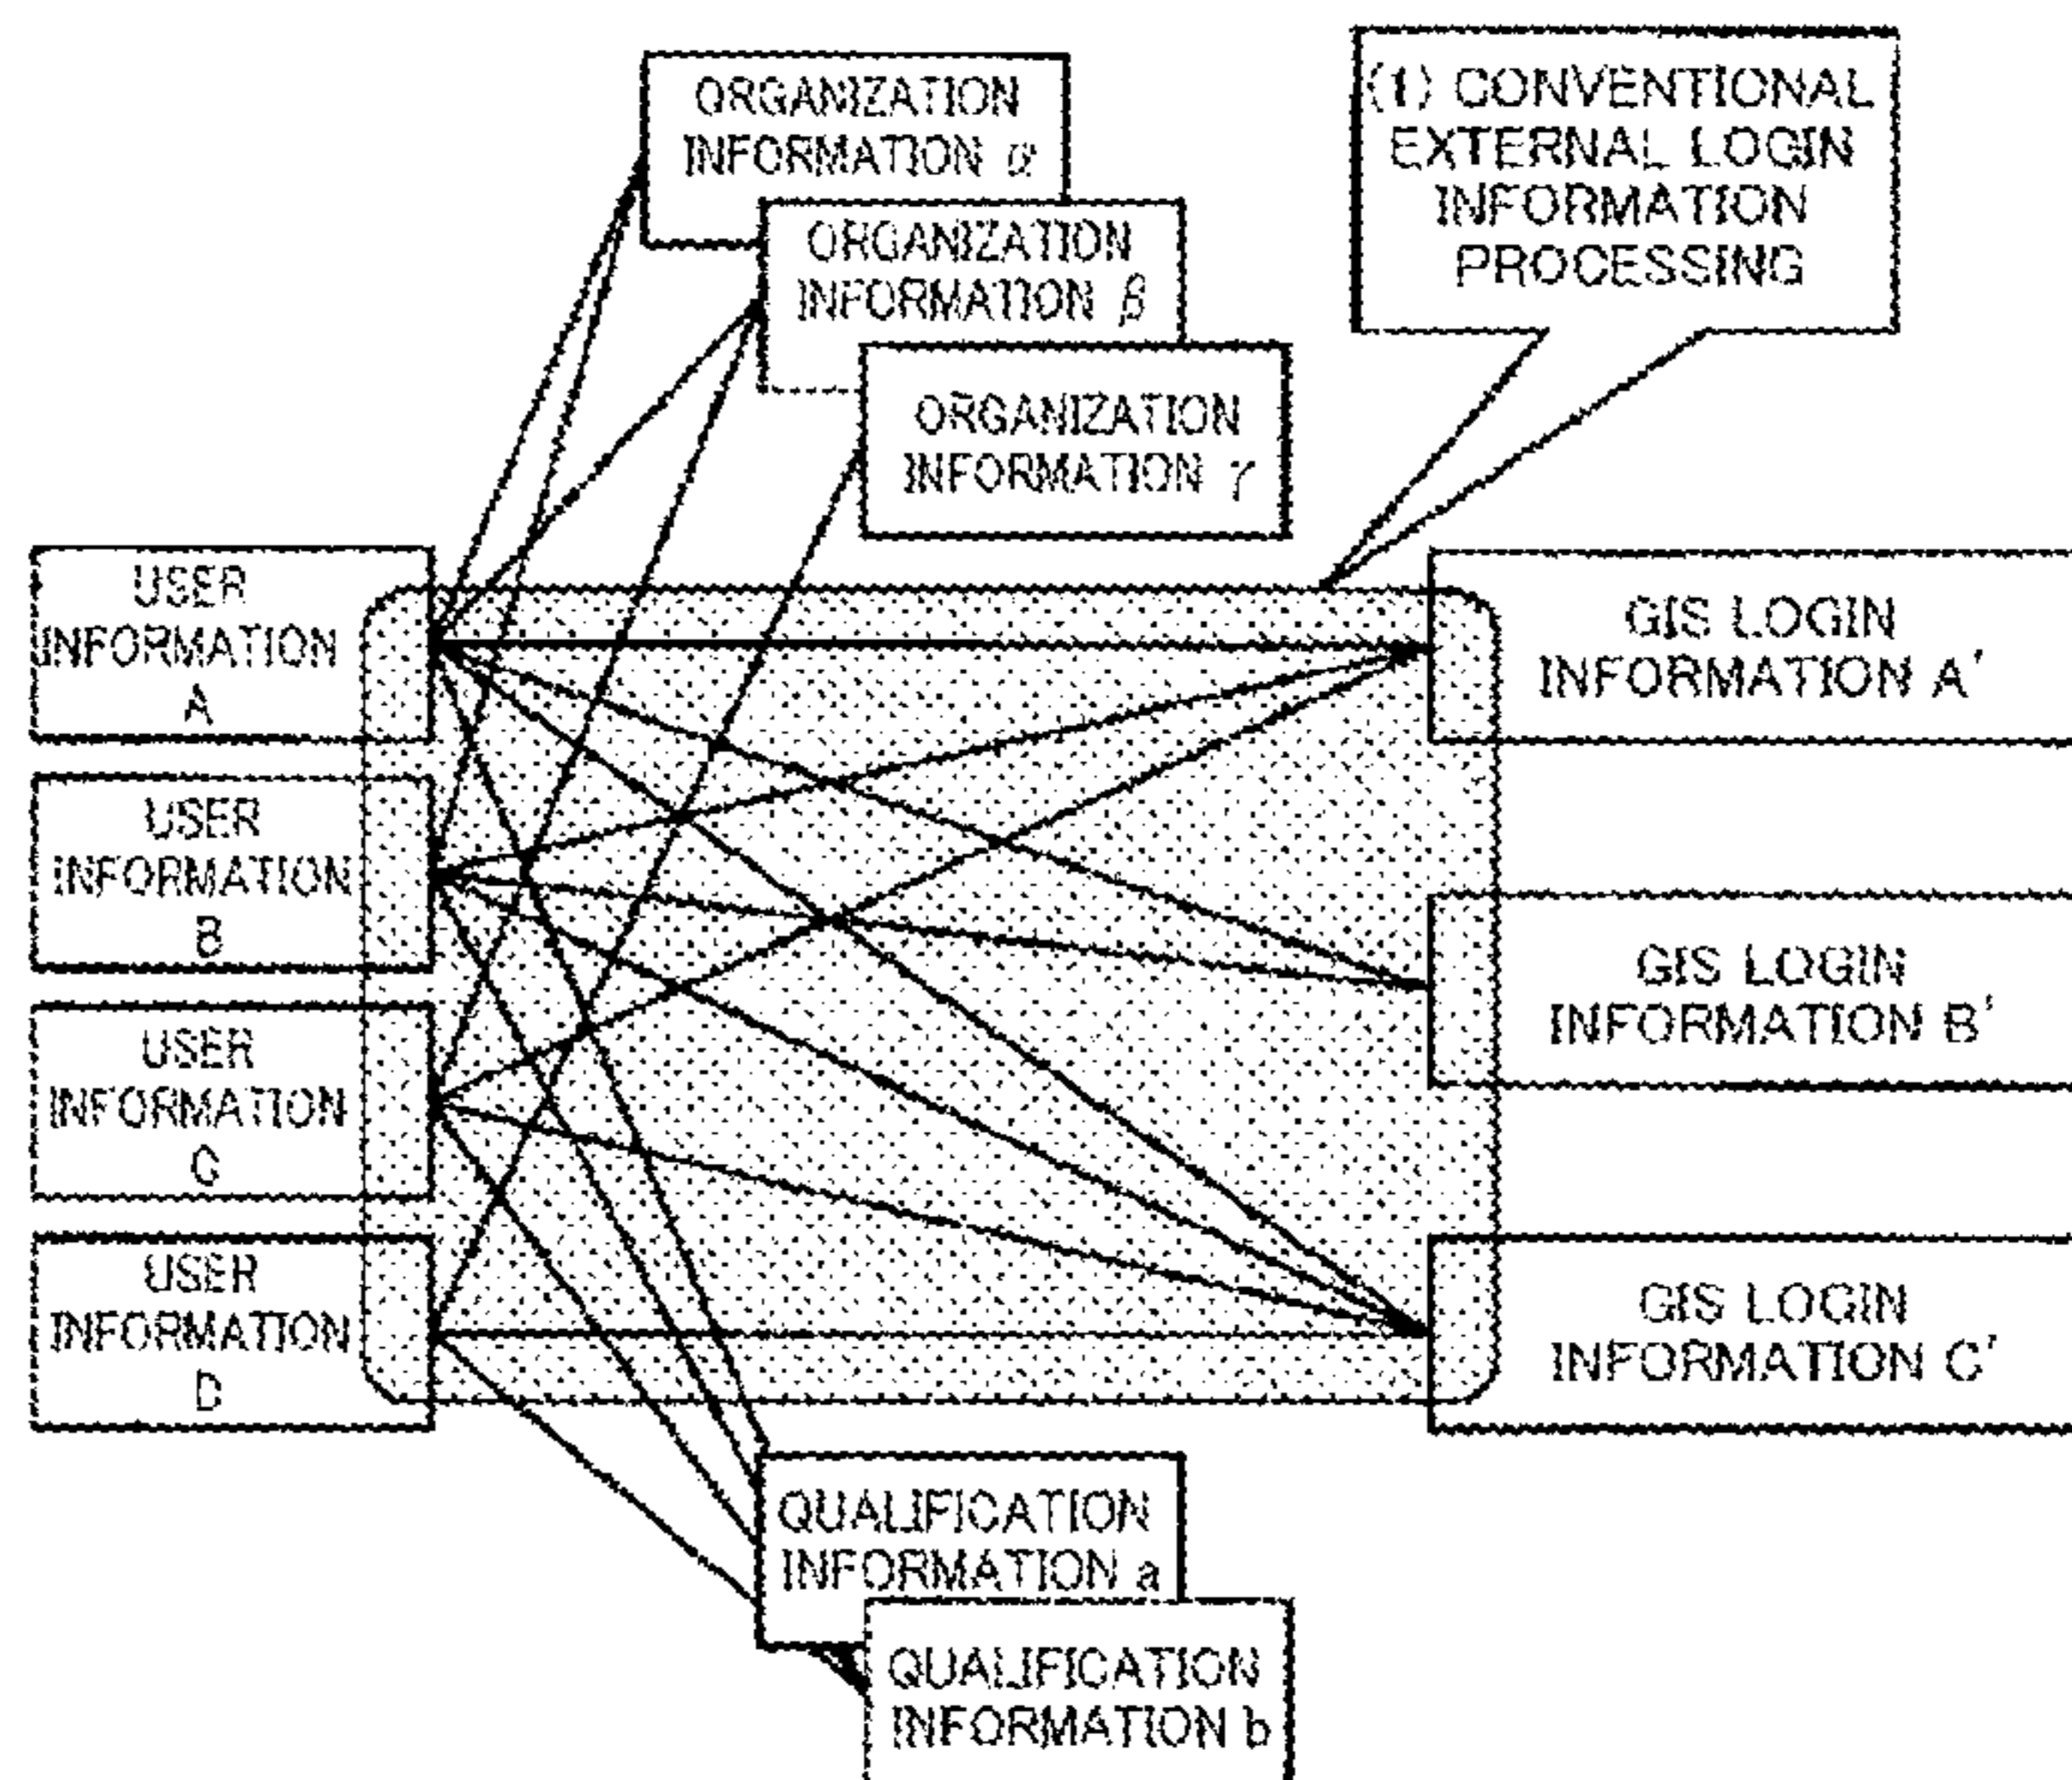 ORGANIZATION
INFORMATION α
ORGANIZATION
INFORMATION β
ORGANIZATION
INFORMATION γ
(1) CONVENTIONAL
EXTERNAL LOGIN
INFORMATION
PROCESSING
USER
INFORMATION
A
USER
INFORMATION
B
USER
INFORMATION
C
USER
INFORMATION
D
GIS LOGIN
INFORMATION A'
GIS LOGIN
INFORMATION B'
GIS LOGIN
INFORMATION C'
QUALIFICATION
INFORMATION a
QUALIFICATION
INFORMATION b